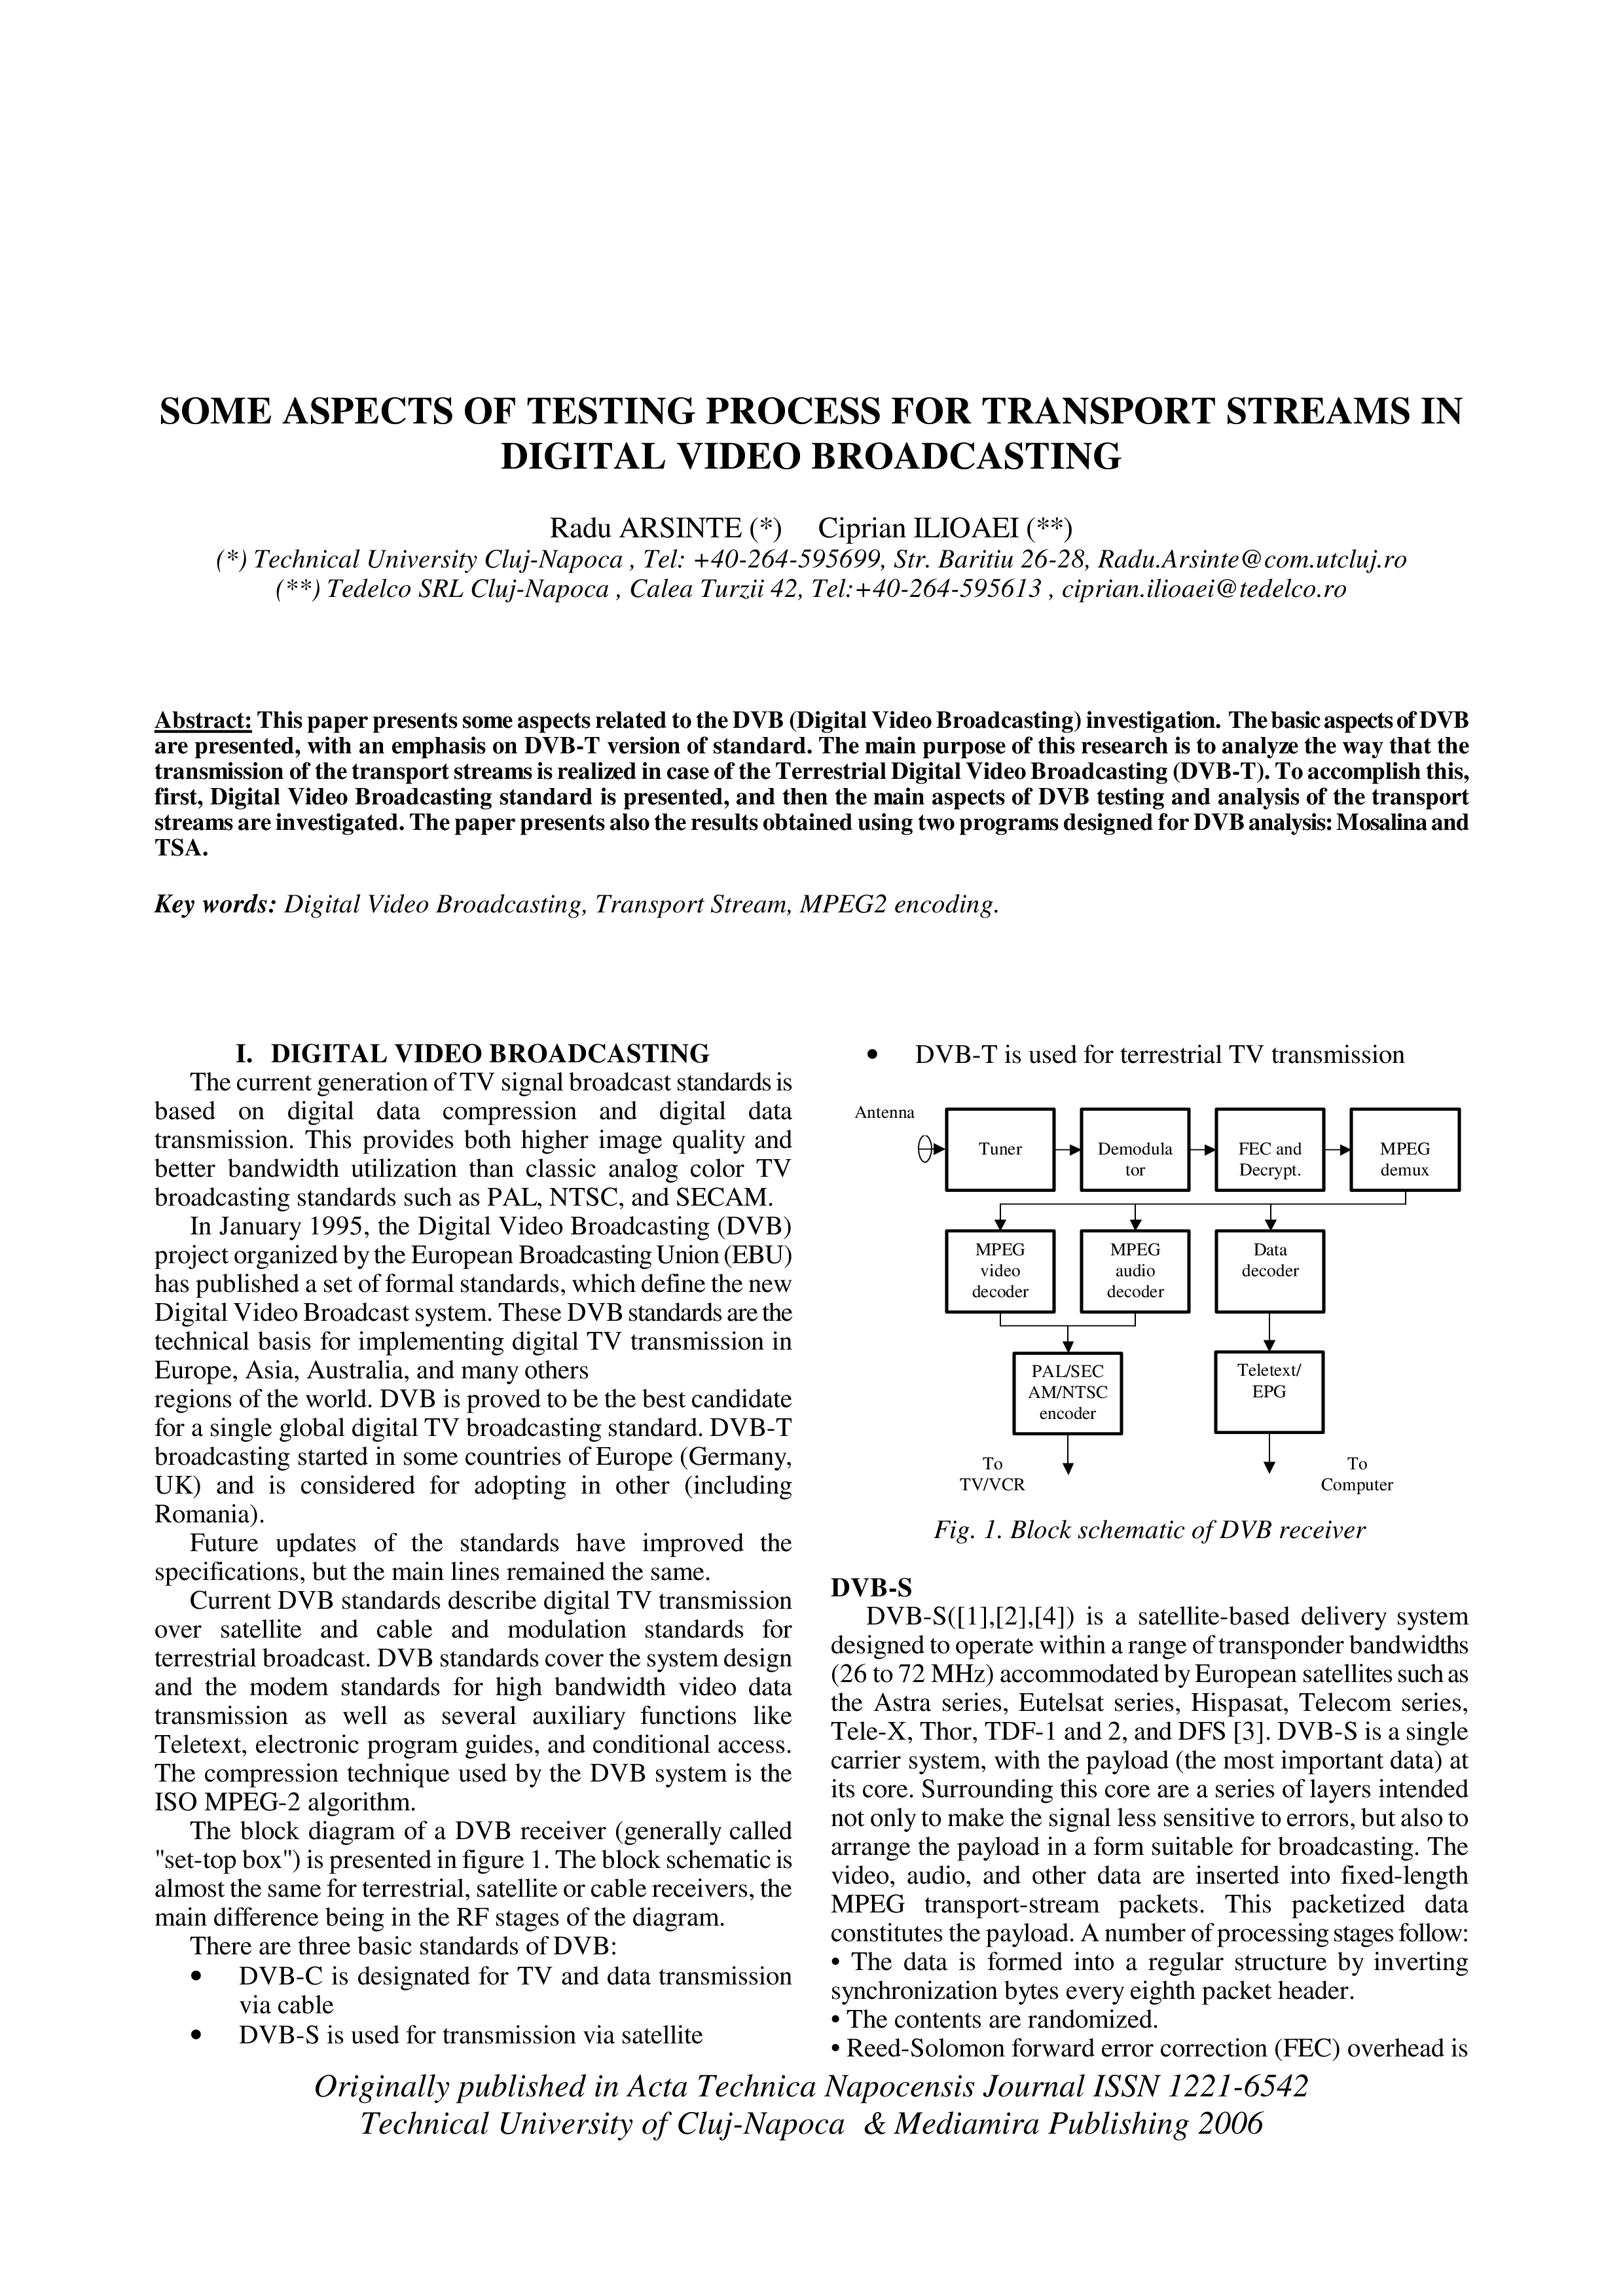 SOME ASPECTS OF TESTING PROCESS FOR TRANSPORT STREAMS IN
DIGITAL VIDEO BROADCASTING
Radu ARSINTE (*) Ciprian ILIOAEI (**)
(*) Technical University Cluj-Napoca , Tel: +40-264-595699, Str. Baritiu 26-28, Radu.Arsinte@com.utcluj.ro
(**) Tedelco SRL Cluj-Napoca , Calea Turzii 42, Tel:+40-264-595613 , ciprian.ilioaei@tedelco.ro
Abstract: This paper presents some aspects related to the DVB (Digital Video Broadcasting) investigation. The basic aspects of DVB
are presented, with an emphasis on DVB-T version of standard. The main purpose of this research is to analyze the way that the
transmission of the transport streams is realized in case of the Terrestrial Digital Video Broadcasting (DVB-T). To accomplish this,
first, Digital Video Broadcasting standard is presented, and then the main aspects of DVB testing and analysis of the transport
streams are investigated. The paper presents also the results obtained using two programs designed for DVB analysis: Mosalina and
TSA.
Key words: Digital Video Broadcasting, Transport Stream, MPEG2 encoding.
I. DIGITAL VIDEO BROADCASTING
The current generation of TV signal broadcast standards is
based on digital data compression and digital data
transmission. This provides both higher image quality and
better bandwidth utilization than classic analog color TV
broadcasting standards such as PAL, NTSC, and SECAM.
In January 1995, the Digital Video Broadcasting (DVB)
project organized by the European Broadcasting Union (EBU)
has published a set of formal standards, which define the new
Digital Video Broadcast system. These DVB standards are the
technical basis for implementing digital TV transmission in
Europe, Asia, Australia, and many others
regions of the world. DVB is proved to be the best candidate
for a single global digital TV broadcasting standard. DVB-T
broadcasting started in some countries of Europe (Germany,
UK) and is considered for adopting in other (including
Romania).
Future updates of the standards have improved the
specifications, but the main lines remained the same.
Current DVB standards describe digital TV transmission
over satellite and cable and modulation standards for
terrestrial broadcast. DVB standards cover the system design
and the modem standards for high bandwidth video data
transmission as well as several auxiliary functions like
Teletext, electronic program guides, and conditional access.
The compression technique used by the DVB system is the
ISO MPEG-2 algorithm.
The block diagram of a DVB receiver (generally called
"set-top box") is presented in figure 1. The block schematic is
almost the same for terrestrial, satellite or cable receivers, the
main difference being in the RF stages of the diagram.
There are three basic standards of DVB:
• DVB-C is designated for TV and data transmission
via cable
• DVB-S is used for transmission via satellite
• DVB-T is used for terrestrial TV transmission
Antenna
Tuner
Demodula
tor
FEC and
Decrypt.
MPEG
demux
MPEG
video
decoder
MPEG
audio
decoder
Data
decoder
PAL/SEC
AM/NTSC
encoder
Teletext/
EPG
To
TV/VCR
To
Computer
Fig. 1. Block schematic of DVB receiver
DVB-S
DVB-S([1],[2],[4]) is a satellite-based delivery system
designed to operate within a range of transponder bandwidths
(26 to 72 MHz) accommodated by European satellites such as
the Astra series, Eutelsat series, Hispasat, Telecom series,
Tele-X, Thor, TDF-1 and 2, and DFS [3]. DVB-S is a single
carrier system, with the payload (the most important data) at
its core. Surrounding this core are a series of layers intended
not only to make the signal less sensitive to errors, but also to
arrange the payload in a form suitable for broadcasting. The
video, audio, and other data are inserted into fixed-length
MPEG transport-stream packets. This packetized data
constitutes the payload. A number of processing stages follow:
• The data is formed into a regular structure by inverting
synchronization bytes every eighth packet header.
• The contents are randomized.
• Reed-Solomon forward error correction (FEC) overhead is
Originally published in Acta Technica Napocensis Journal ISSN 1221-6542
Technical University of Cluj-Napoca & Mediamira Publishing 2006